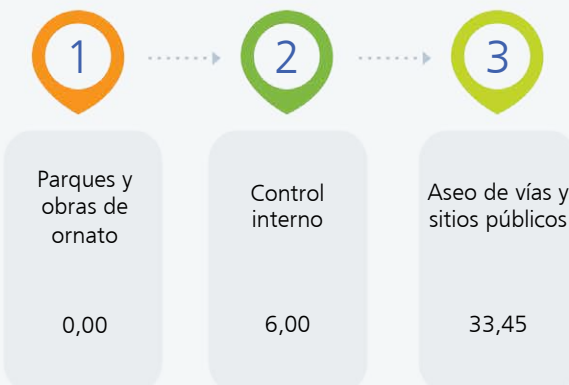 1
2
3
Parques y
obras de
ornato
0,00
Control
interno
6,00
Aseo de vías y
sitios públicos
33,45